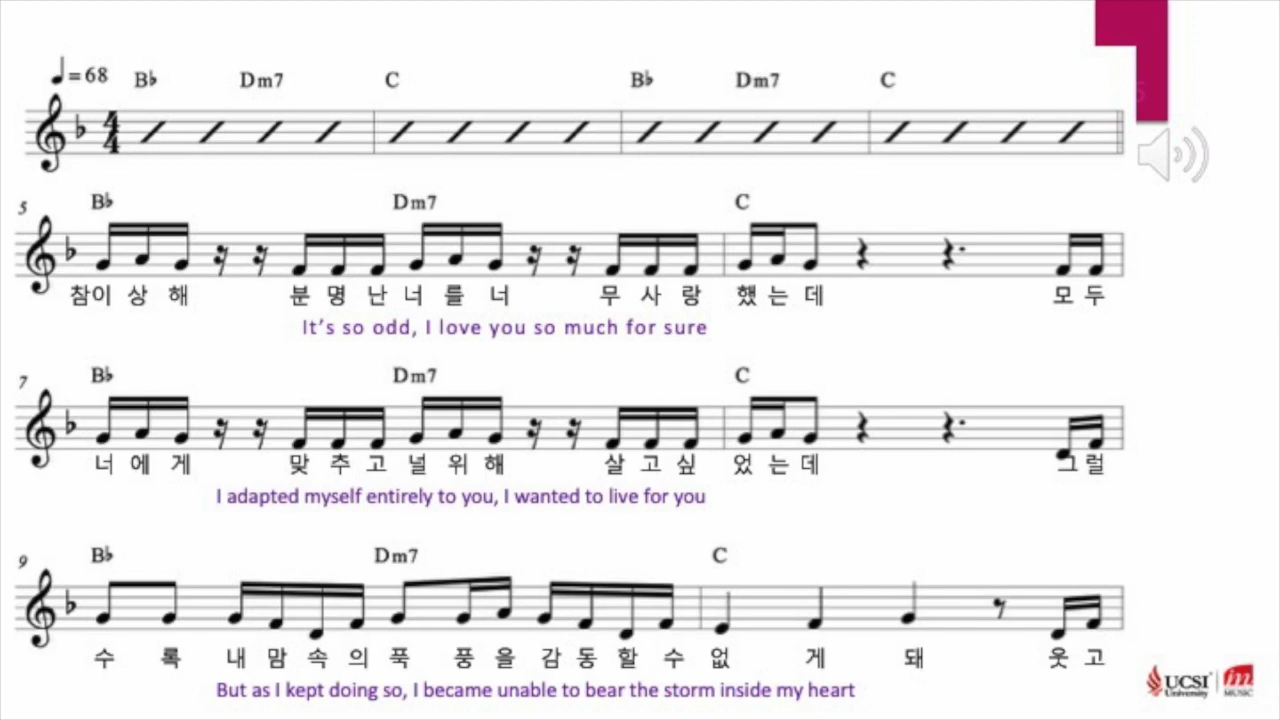 ♩=68 B♭ Dm7 C B♭ Dm7 C
5 B♭ Dm7 C
참이 상 해 분 명 난 너 를 너 무 사 랑 했 는 데 모 두
It's so odd, I love you so much for sure
7 B♭ Dm7 C
너 에 게 맞 추 고 널 위 해 살 고 싶 었 는 데 그 럴
I adapted myself entirely to you, I wanted to live for you
9 B♭ Dm7 C
수 록 내 맘 속 의 푹 풍 을 감 동 할 수 없 게 돼 웃 고
But as I kept doing so, I became unable to bear the storm inside my heart
UCSI University | im MUSIC